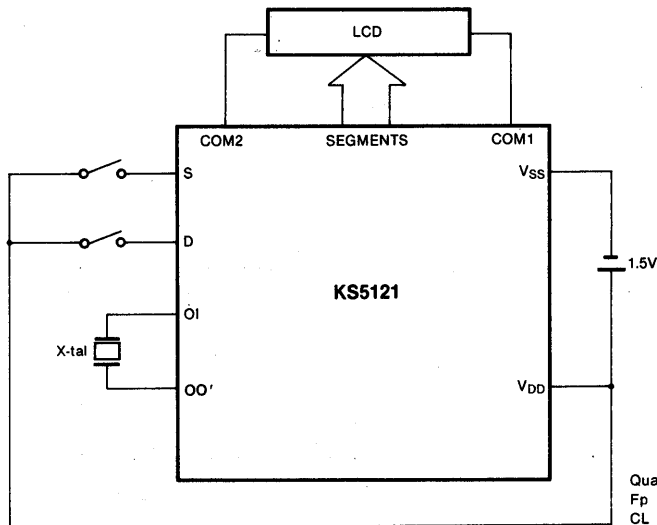 LCD
COM2 SEGMENTS COM1
S
VSS
D
1.5V
KS5121
OI
X-tal
OO'
VDD
Qua
Fp
CL